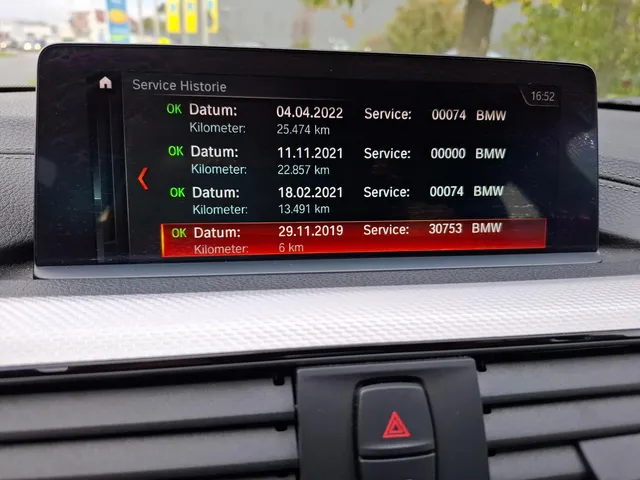 Service Historie
16:52
OK Datum: 04.04.2022 Service: 00074 BMW
Kilometer: 25.474 km
OK Datum: 11.11.2021 Service: 00000 BMW
Kilometer: 22.857 km
OK Datum: 18.02.2021 Service: 00074 BMW
Kilometer: 13.491 km
OK Datum: 29.11.2019 Service: 30753 BMW
Kilometer: 6 km